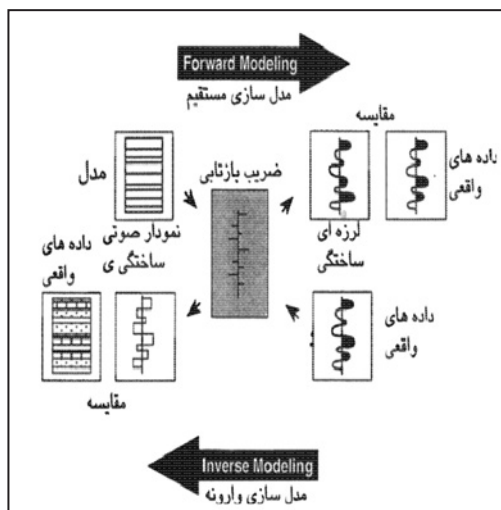 Forward Modeling
مدل سازی مستقیم
مقایسه
ضریب بازتابی
داده های
واقعی
مدل
نمودار صوتی
ساختگی ی
لرزه ای
ساختگی
داده های
واقعی
داده های
واقعی
مقایسه
Inverse Modeling
مدل سازی وارونه